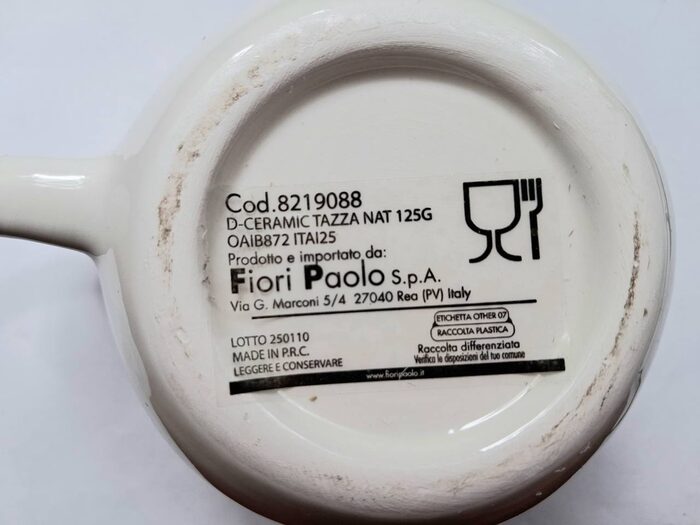 Cod.8219088
D-CERAMIC TAZZA NAT 125G
OAIB872 ITAI25
Prodotto e importato da:
Fiori Paolo S.p.A.
Via G. Marconi 5/4 27040 Rea (PV) Italy
ETICHETTA OTHER 07
RACCOLTA PLASTICA
LOTTO 250110
MADE IN P.R.C.
LEGGERE E CONSERVARE
Raccolta differenziata
Verifica le disposizioni del tuo comune
www.fioripaolo.it